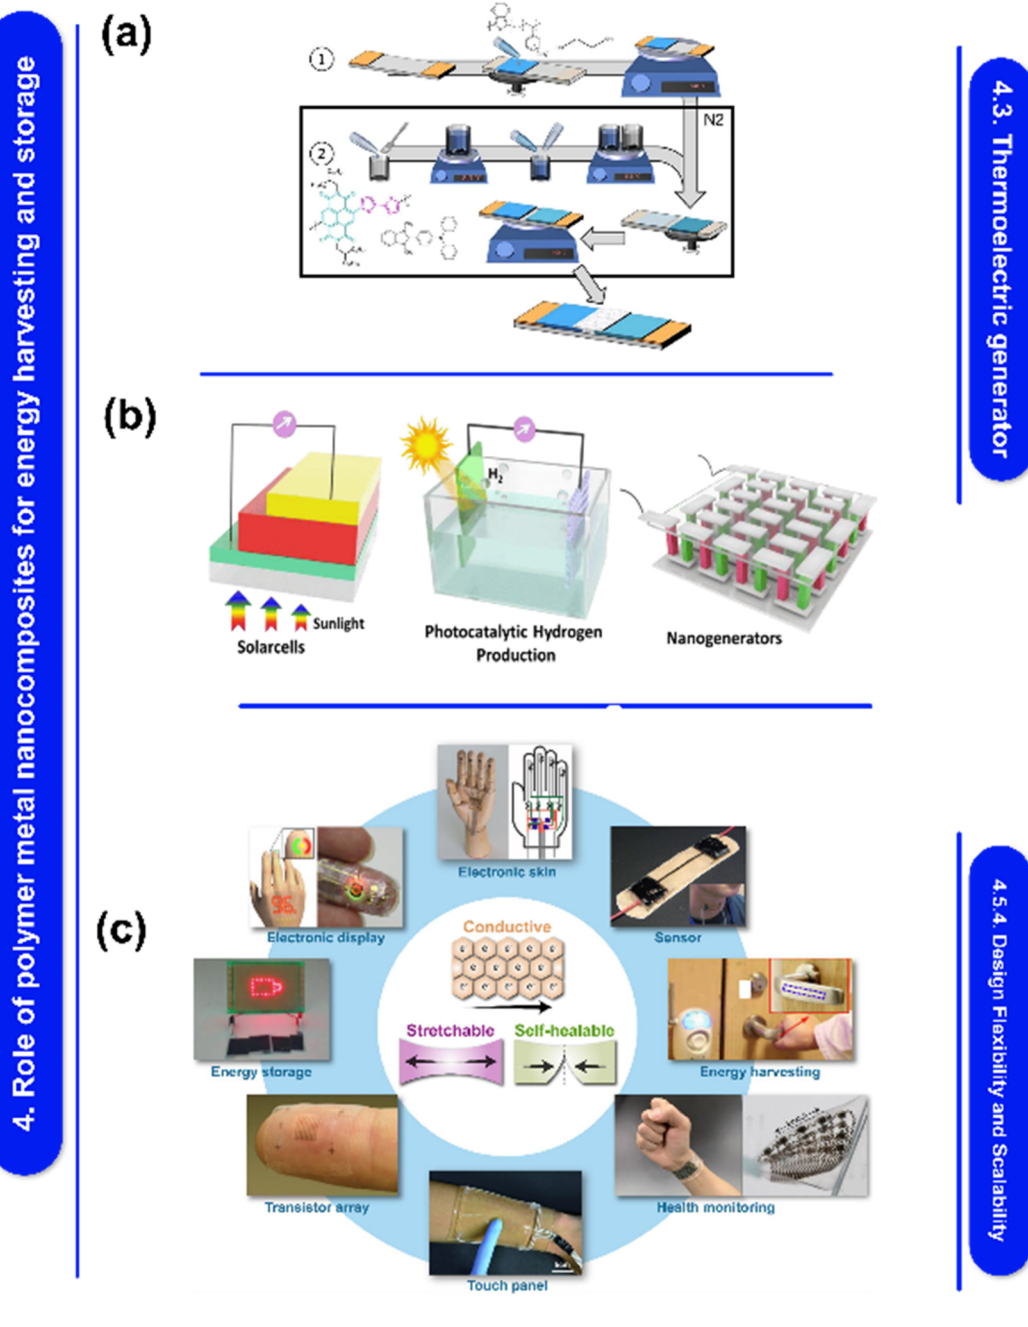 4. Role of polymer metal nanocomposites for energy harvesting and storage
(a)
1
N2
2
4.3. Thermoelectric generator
(b)
H2
Sunlight
Solarcells
Photocatalytic Hydrogen
Production
Nanogenerators
(c)
Electronic skin
96.
Electronic display
Sensor
Conductive
e e e e e
e e e e
e e e e e
Stretchable
Self-healable
Energy storage
Energy harvesting
Transistor array
Health monitoring
Touch panel
4.5.4. Design Flexibility and Scalability